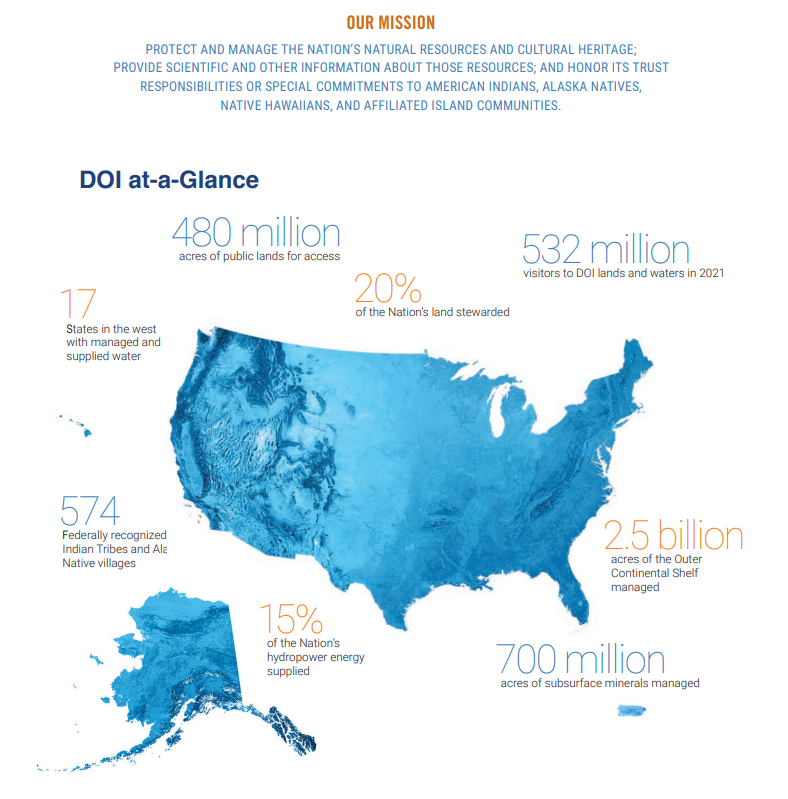 OUR MISSION
PROTECT AND MANAGE THE NATION'S NATURAL RESOURCES AND CULTURAL HERITAGE;
PROVIDE SCIENTIFIC AND OTHER INFORMATION ABOUT THOSE RESOURCES; AND HONOR ITS TRUST
RESPONSIBILITIES OR SPECIAL COMMITMENTS TO AMERICAN INDIANS, ALASKA NATIVES,
NATIVE HAWAIIANS, AND AFFILIATED ISLAND COMMUNITIES.
DOI at-a-Glance
480 million
acres of public lands for access
532 million
visitors to DOI lands and waters in 2021
20%
of the Nation's land stewarded
17
States in the west
with managed and
supplied water
574
Federally recognized
Indian Tribes and Ala
Native villages
2.5 billion
acres of the Outer
Continental Shelf
managed
15%
of the Nation's
hydropower energy
supplied
700 million
acres of subsurface minerals managed